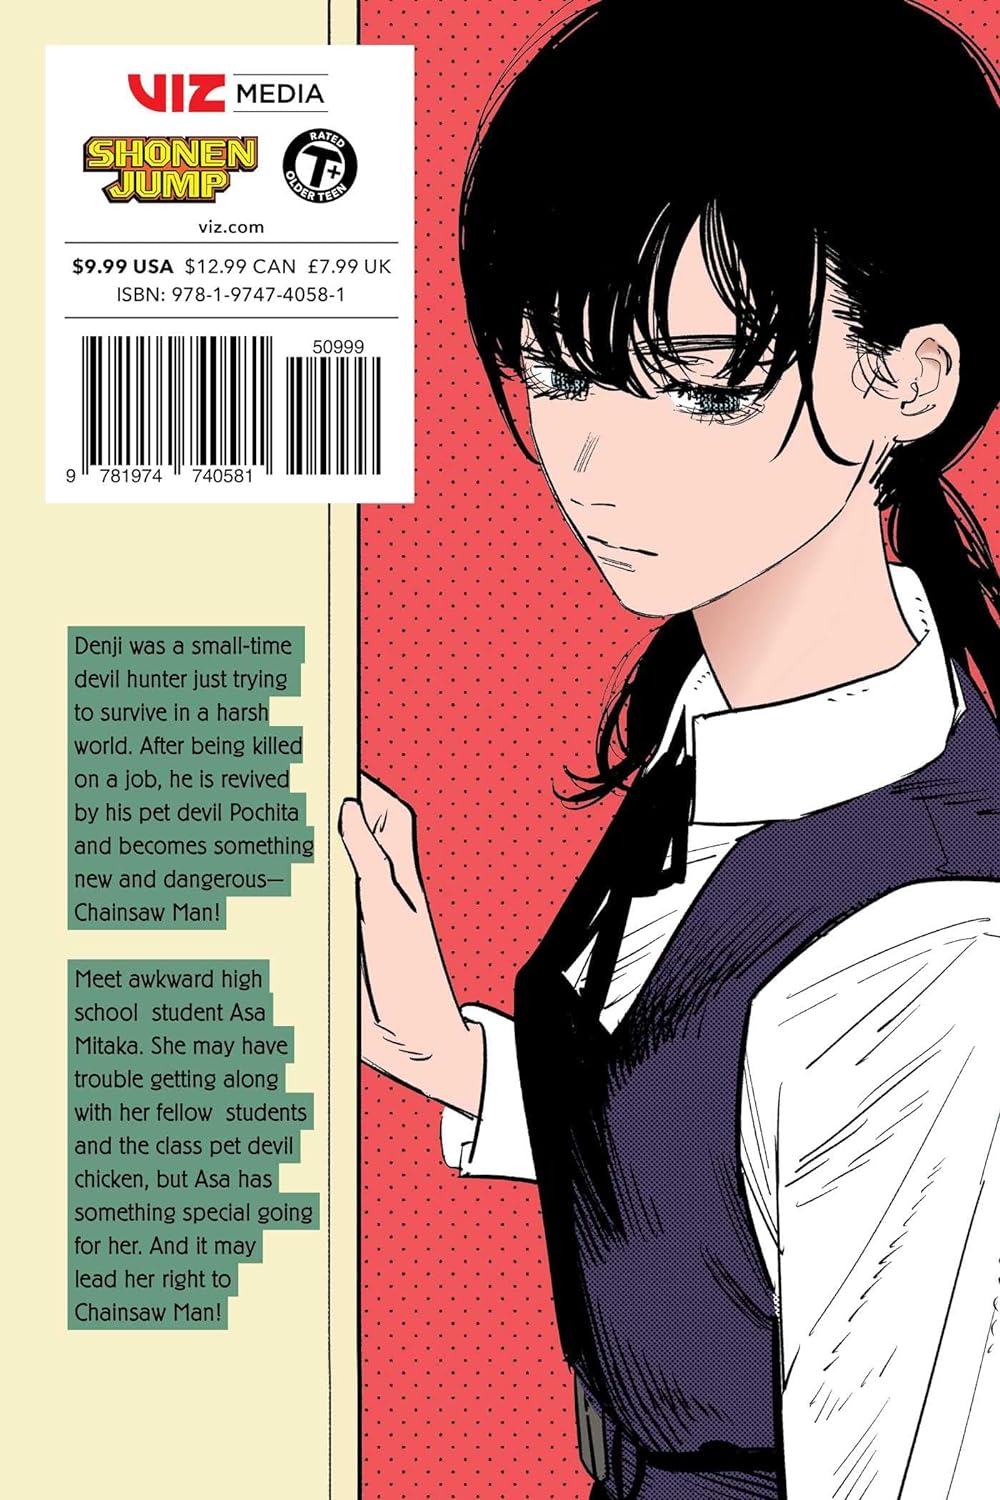 VIZ MEDIA
SHONEN
JUMP
RATED
T+
OLDER TEEN
viz.com
$9.99 USA $12.99 CAN £7.99 UK
ISBN: 978-1-9747-4058-1
50999
9 781974 740581
Denji was a small-time
devil hunter just trying
to survive in a harsh
world. After being killed
on a job, he is revived
by his pet devil Pochita
and becomes something
new and dangerous—
Chainsaw Man!
Meet awkward high
school student Asa
Mitaka. She may have
trouble getting along
with her fellow students
and the class pet devil
chicken, but Asa has
something special going
for her. And it may
lead her right to
Chainsaw Man!